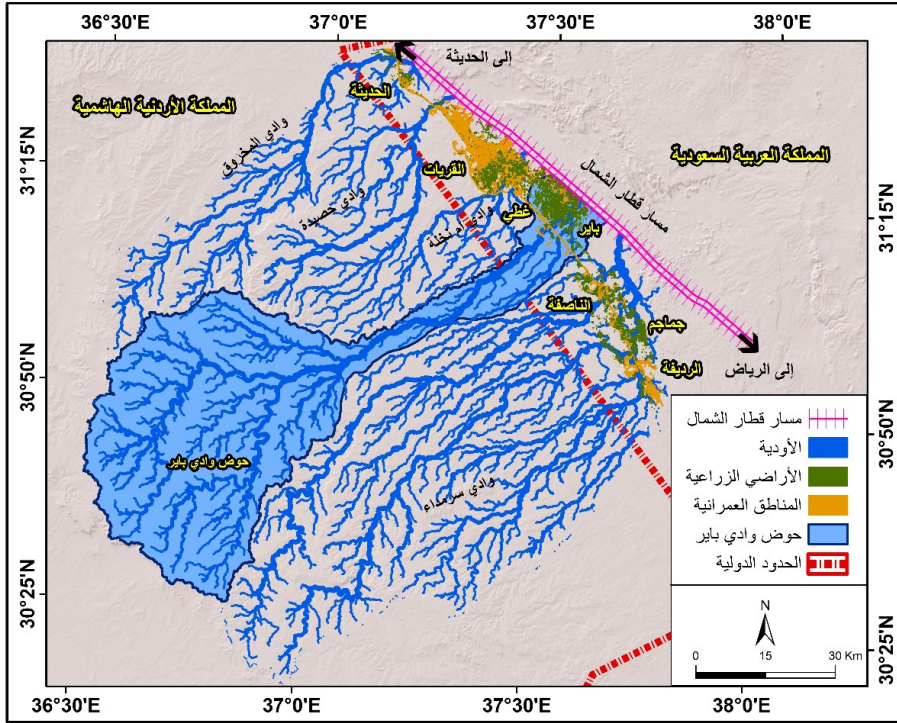 36°30'E 37°0'E 37°30'E 38°0'E
إلى الحديثة
الحديثة
المملكة الأردنية الهاشمية
المملكة العربية السعودية
وادي المخروق
31°15'N
القريات
مسار قطار الشمال
وادي حصيدة
غطي
31°15'N
وادي ام نخلة
باير
الناصفة
جماجم
الرديفة
إلى الرياض
30°50'N
30°50'N
حوض وادي باير
وادي سرمداء
مسار قطار الشمال
الأودية
الأراضي الزراعية
المناطق العمرانية
حوض وادي باير
الحدود الدولية
30°25'N
N
0 15 30 Km
30°25'N
36°30'E 37°0'E 37°30'E 38°0'E